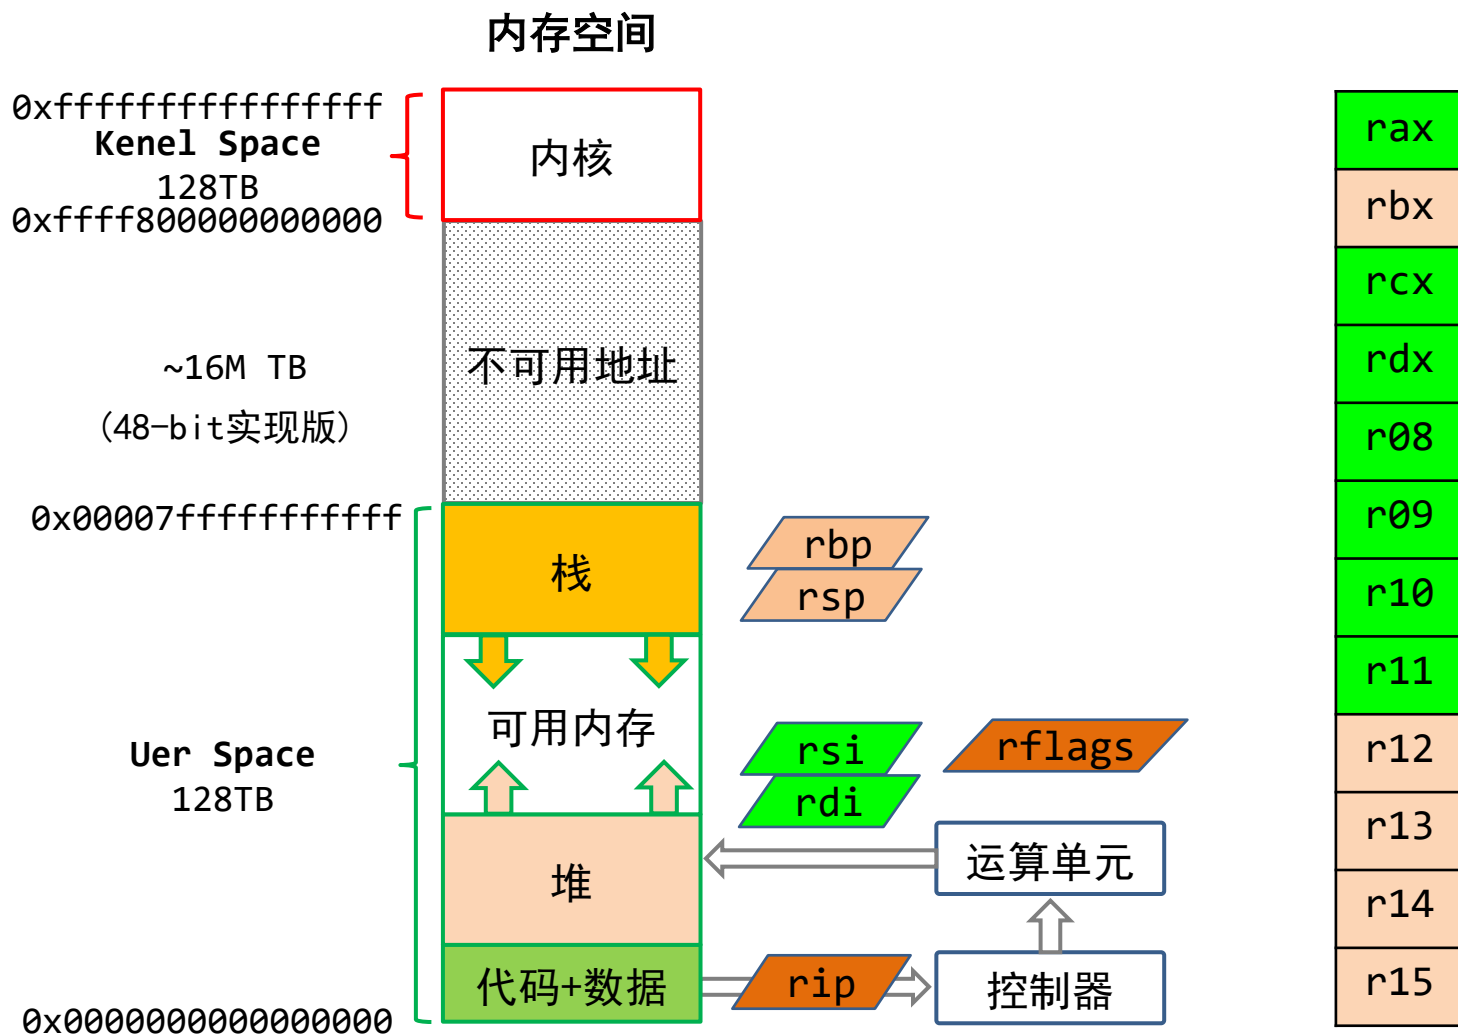 内存空间
0xffffffffffffffff
Kenel Space
128TB
0xffff800000000000
内核
不可用地址
~16M TB
(48-bit实现版)
0x00007fffffffffff
栈
rbp
rsp
可用内存
Uer Space
128TB
rsi
rdi
rflags
堆
运算单元
代码+数据
rip
控制器
0x0000000000000000
rax
rbx
rcx
rdx
r08
r09
r10
r11
r12
r13
r14
r15